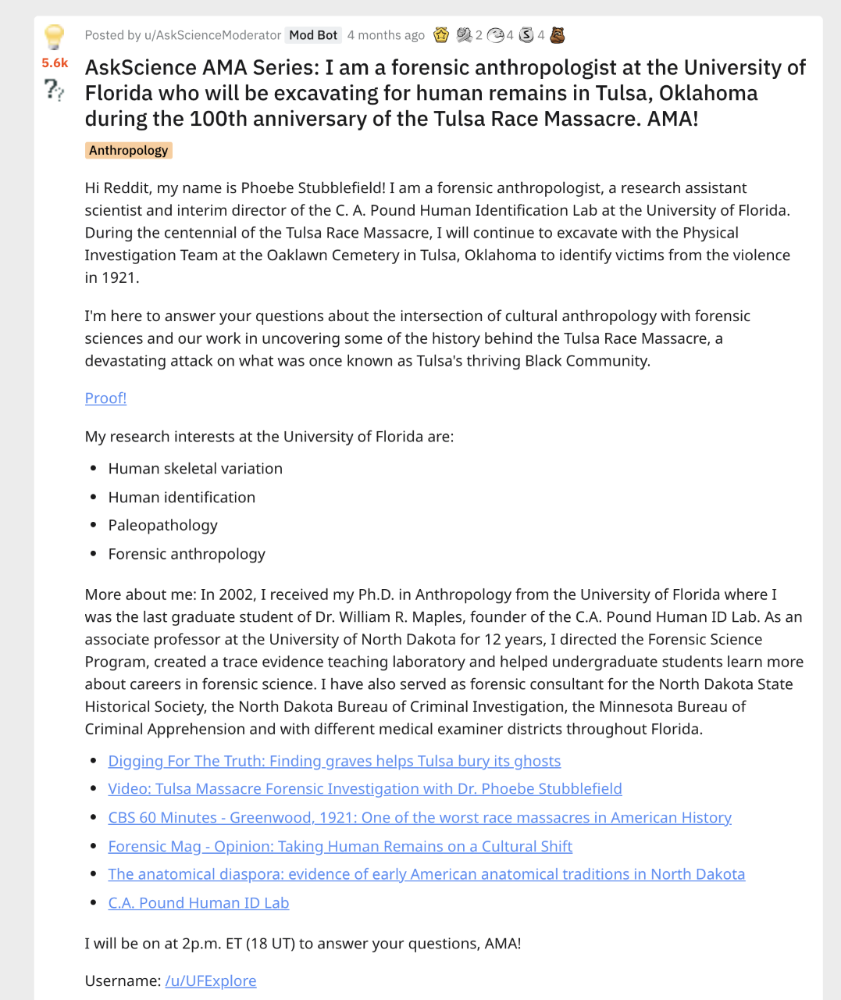 Posted by u/AskScienceModerator Mod Bot 4 months ago 2 4 4
5.6k
AskScience AMA Series: I am a forensic anthropologist at the University of
Florida who will be excavating for human remains in Tulsa, Oklahoma
during the 100th anniversary of the Tulsa Race Massacre. AMA!
Anthropology
Hi Reddit, my name is Phoebe Stubblefield! I am a forensic anthropologist, a research assistant
scientist and interim director of the C. A. Pound Human Identification Lab at the University of Florida.
During the centennial of the Tulsa Race Massacre, I will continue to excavate with the Physical
Investigation Team at the Oaklawn Cemetery in Tulsa, Oklahoma to identify victims from the violence
in 1921.
I'm here to answer your questions about the intersection of cultural anthropology with forensic
sciences and our work in uncovering some of the history behind the Tulsa Race Massacre, a
devastating attack on what was once known as Tulsa's thriving Black Community.
Proof!
My research interests at the University of Florida are:
• Human skeletal variation
• Human identification
• Paleopathology
• Forensic anthropology
More about me: In 2002, I received my Ph.D. in Anthropology from the University of Florida where I
was the last graduate student of Dr. William R. Maples, founder of the C.A. Pound Human ID Lab. As an
associate professor at the University of North Dakota for 12 years, I directed the Forensic Science
Program, created a trace evidence teaching laboratory and helped undergraduate students learn more
about careers in forensic science. I have also served as forensic consultant for the North Dakota State
Historical Society, the North Dakota Bureau of Criminal Investigation, the Minnesota Bureau of
Criminal Apprehension and with different medical examiner districts throughout Florida.
• Digging For The Truth: Finding graves helps Tulsa bury its ghosts
• Video: Tulsa Massacre Forensic Investigation with Dr. Phoebe Stubblefield
• CBS 60 Minutes - Greenwood, 1921: One of the worst race massacres in American History
• Forensic Mag - Opinion: Taking Human Remains on a Cultural Shift
• The anatomical diaspora: evidence of early American anatomical traditions in North Dakota
• C.A. Pound Human ID Lab
I will be on at 2p.m. ET (18 UT) to answer your questions, AMA!
Username: /u/UFExplore